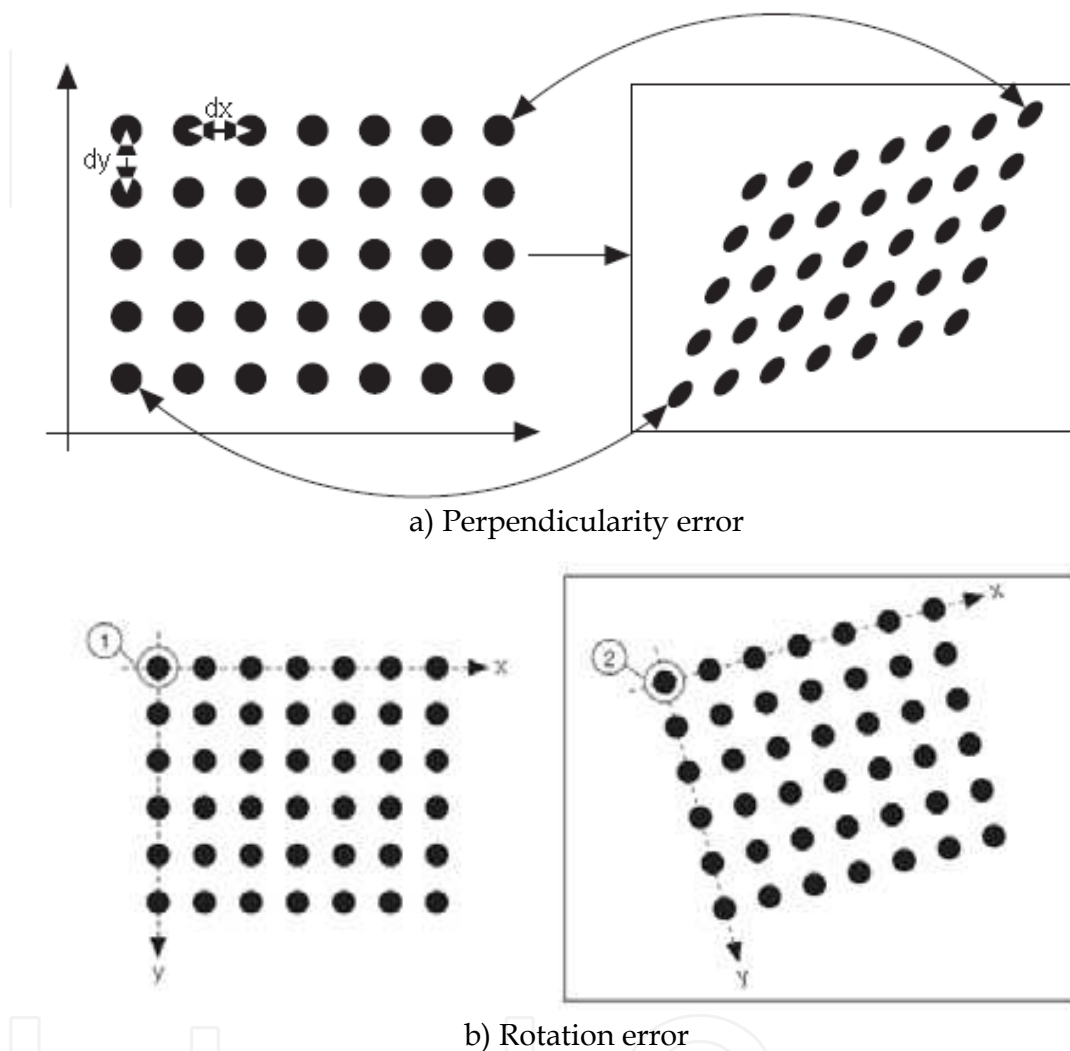 dx
dy
a) Perpendicularity error
1
x
y
2
x
y
b) Rotation error